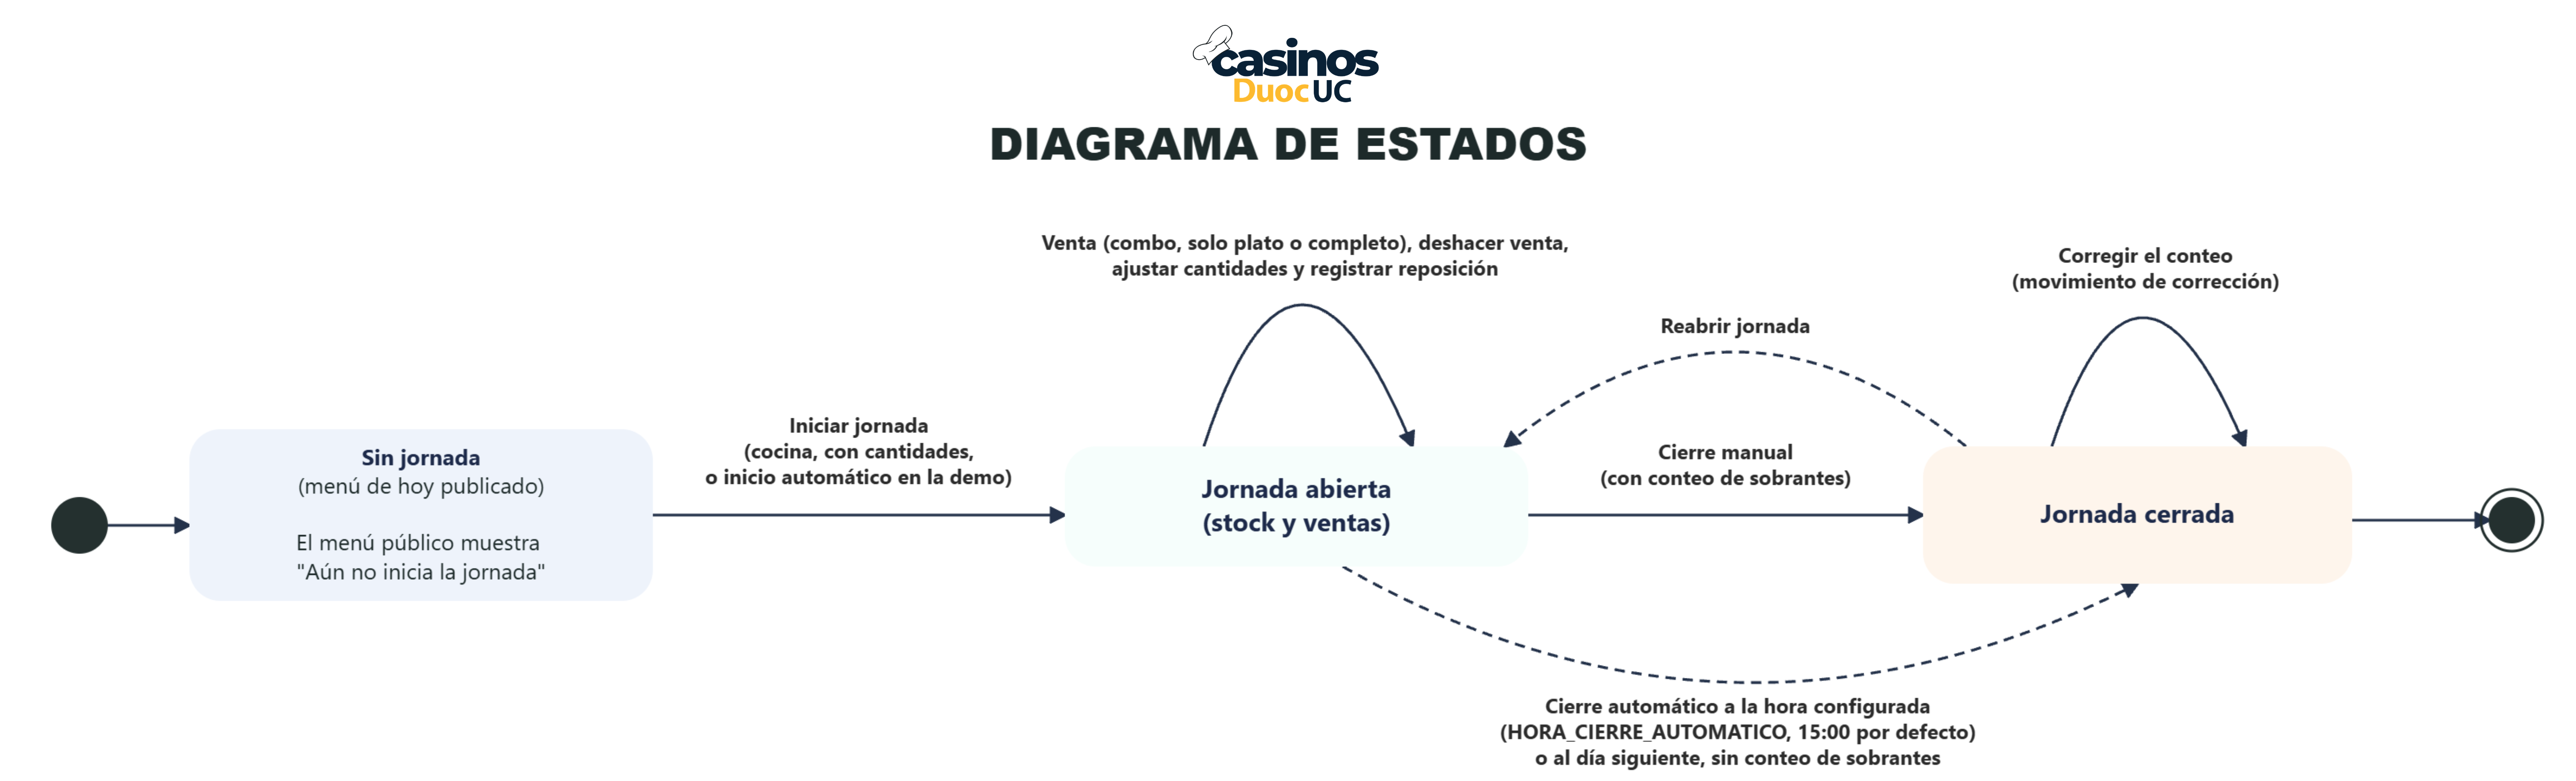 casinos
Duoc UC
DIAGRAMA DE ESTADOS
Venta (combo, solo plato o completo), deshacer venta,
ajustar cantidades y registrar reposición
Corregir el conteo
(movimiento de corrección)
Reabrir jornada
Iniciar jornada
(cocina, con cantidades,
o inicio automático en la demo)
Cierre manual
(con conteo de sobrantes)
Sin jornada
(menú de hoy publicado)
El menú público muestra
"Aún no inicia la jornada"
Jornada abierta
(stock y ventas)
Jornada cerrada
Cierre automático a la hora configurada
(HORA_CIERRE_AUTOMATICO, 15:00 por defecto)
o al día siguiente, sin conteo de sobrantes